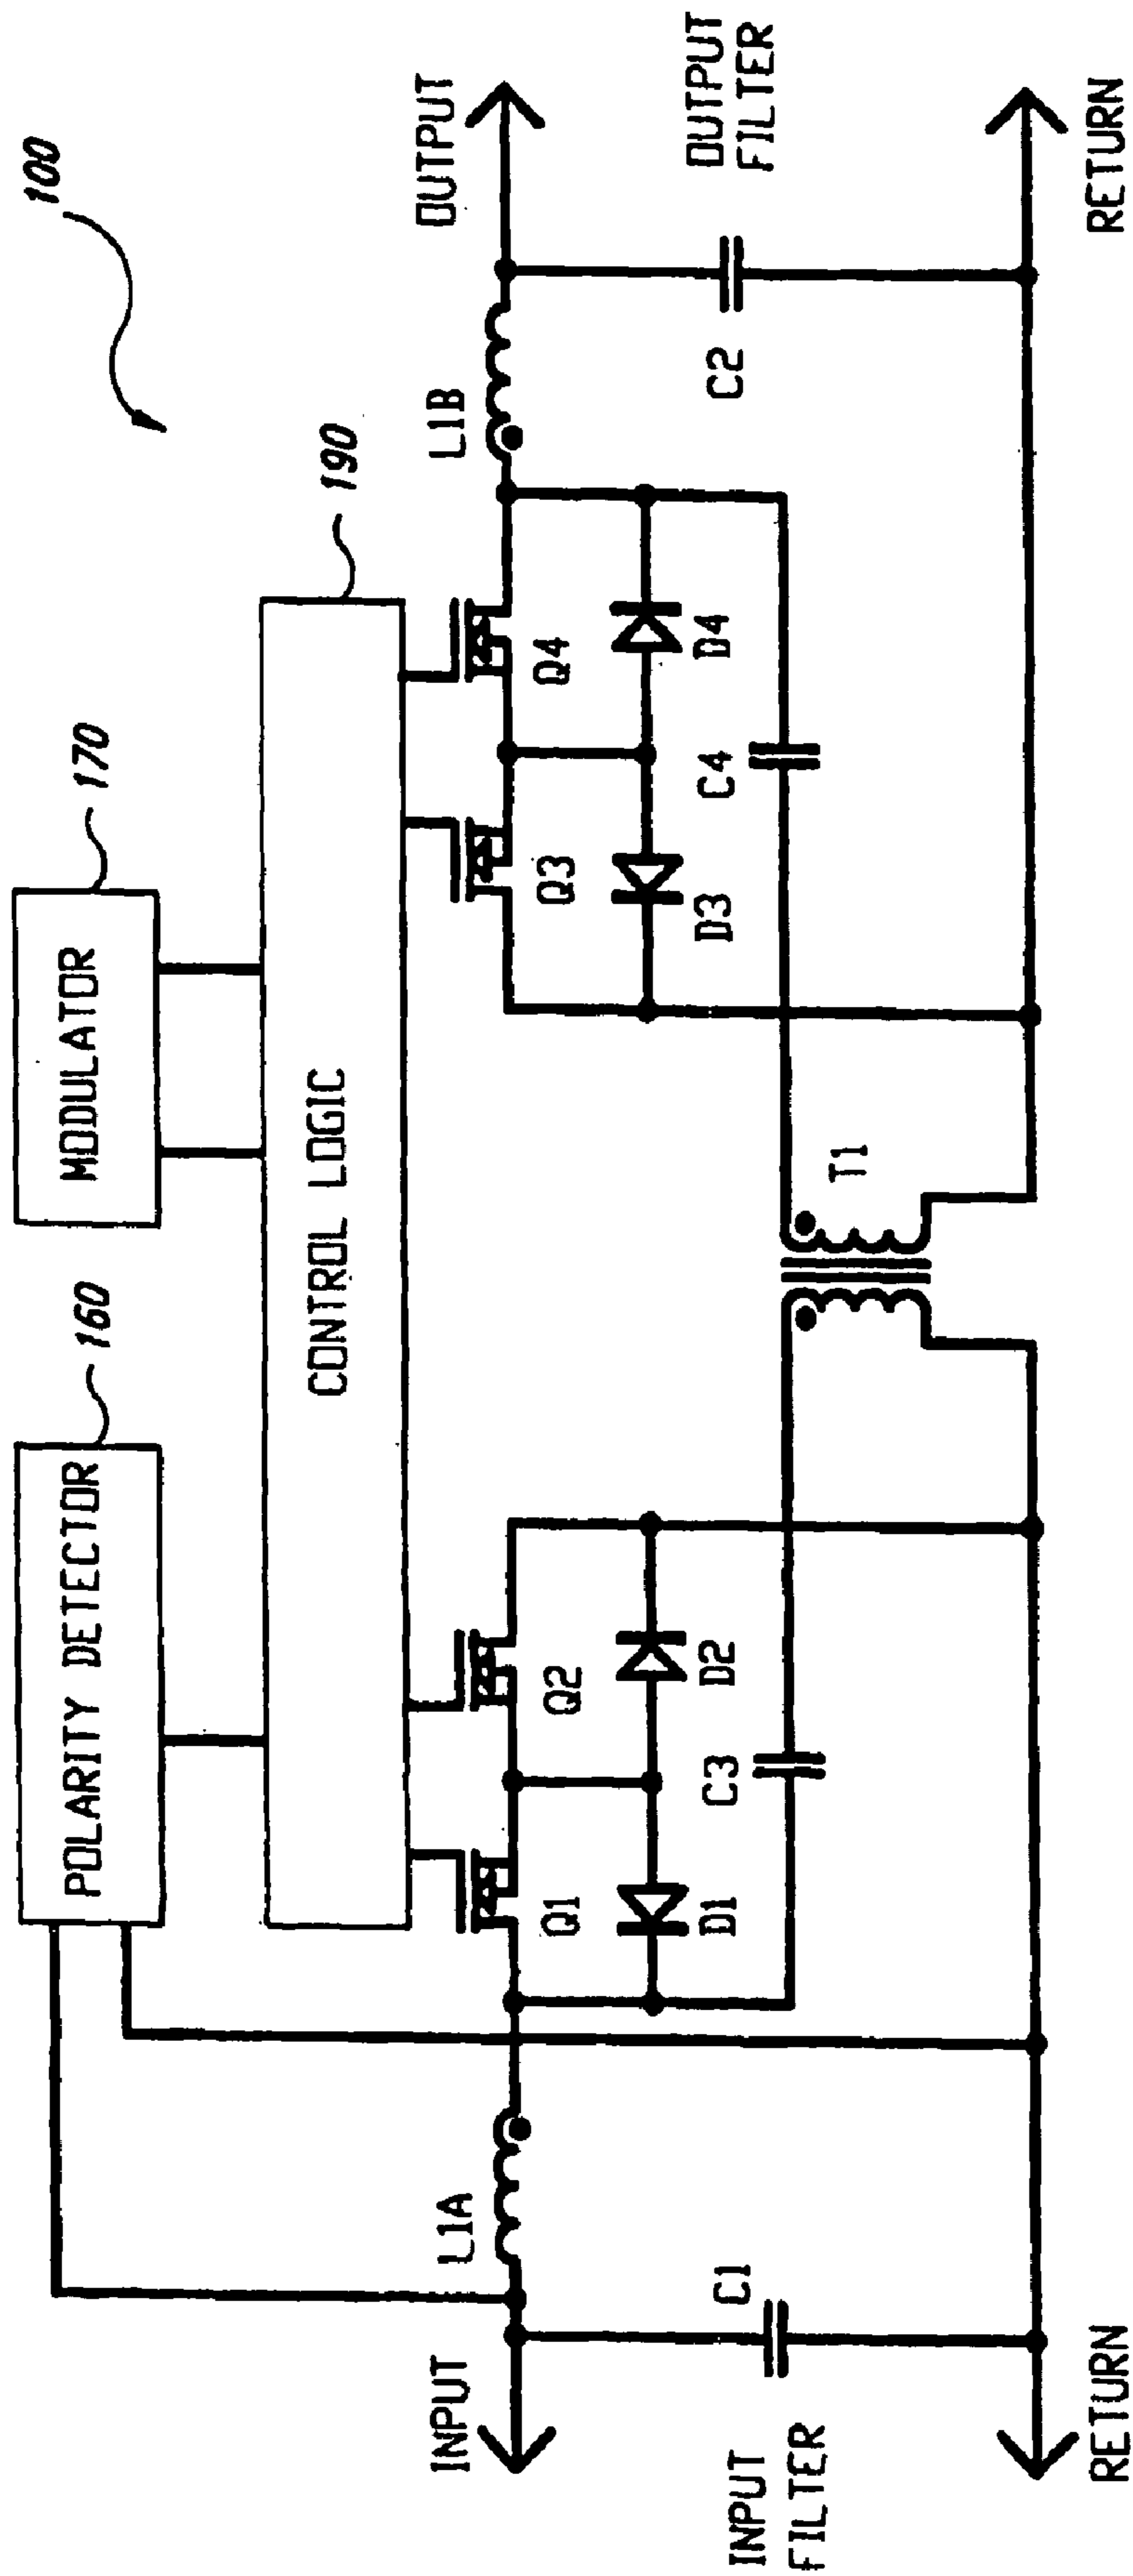 100
160
170
POLARITY DETECTOR
MODULATOR
190
CONTROL LOGIC
INPUT
L1A
Q1
Q2
Q3
Q4
L1B
OUTPUT
D1
D2
D3
D4
C3
C4
INPUT
FILTER
C1
T1
C2
OUTPUT
FILTER
RETURN
RETURN